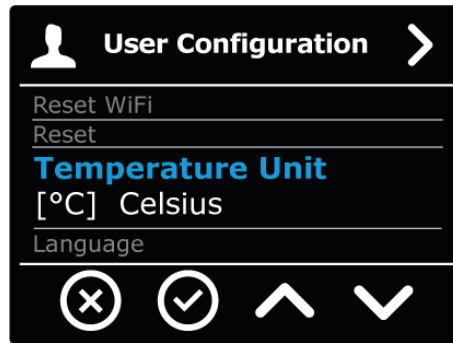 User Configuration
Reset WiFi
Reset
Temperature Unit
[°C] Celsius
Language